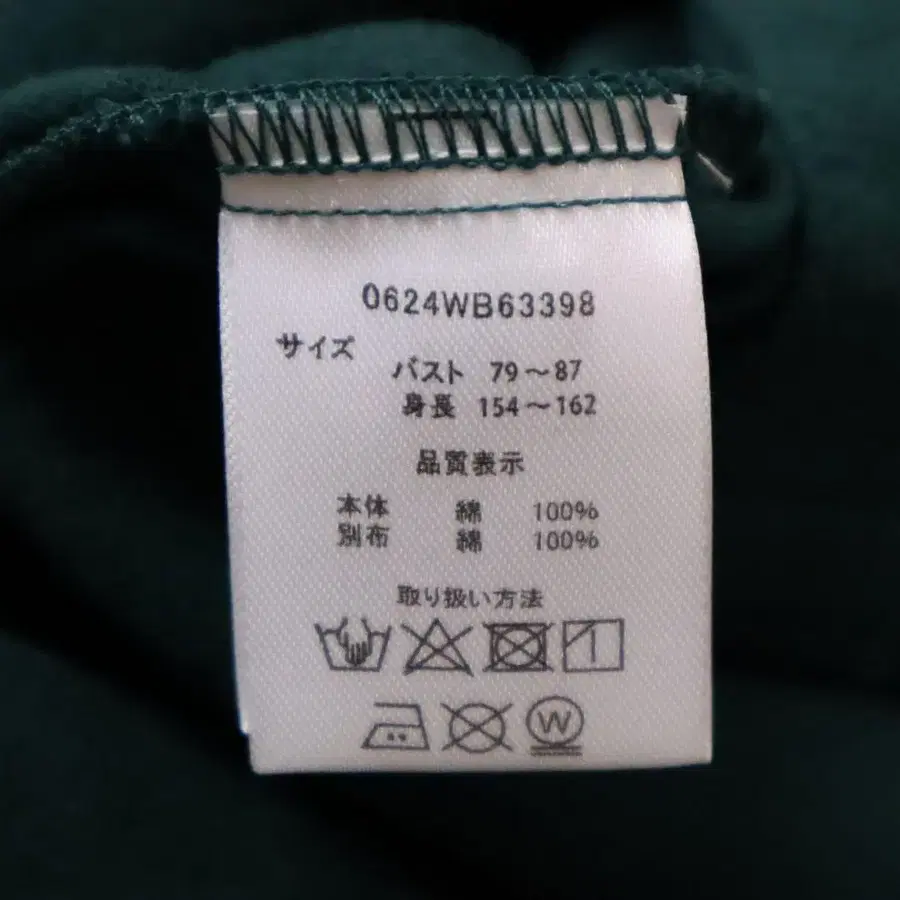 0624WB63398
サイズ
バスト 79～87
身長 154～162
品質表示
本体 綿 100%
別布 綿 100%
取り扱い方法
W